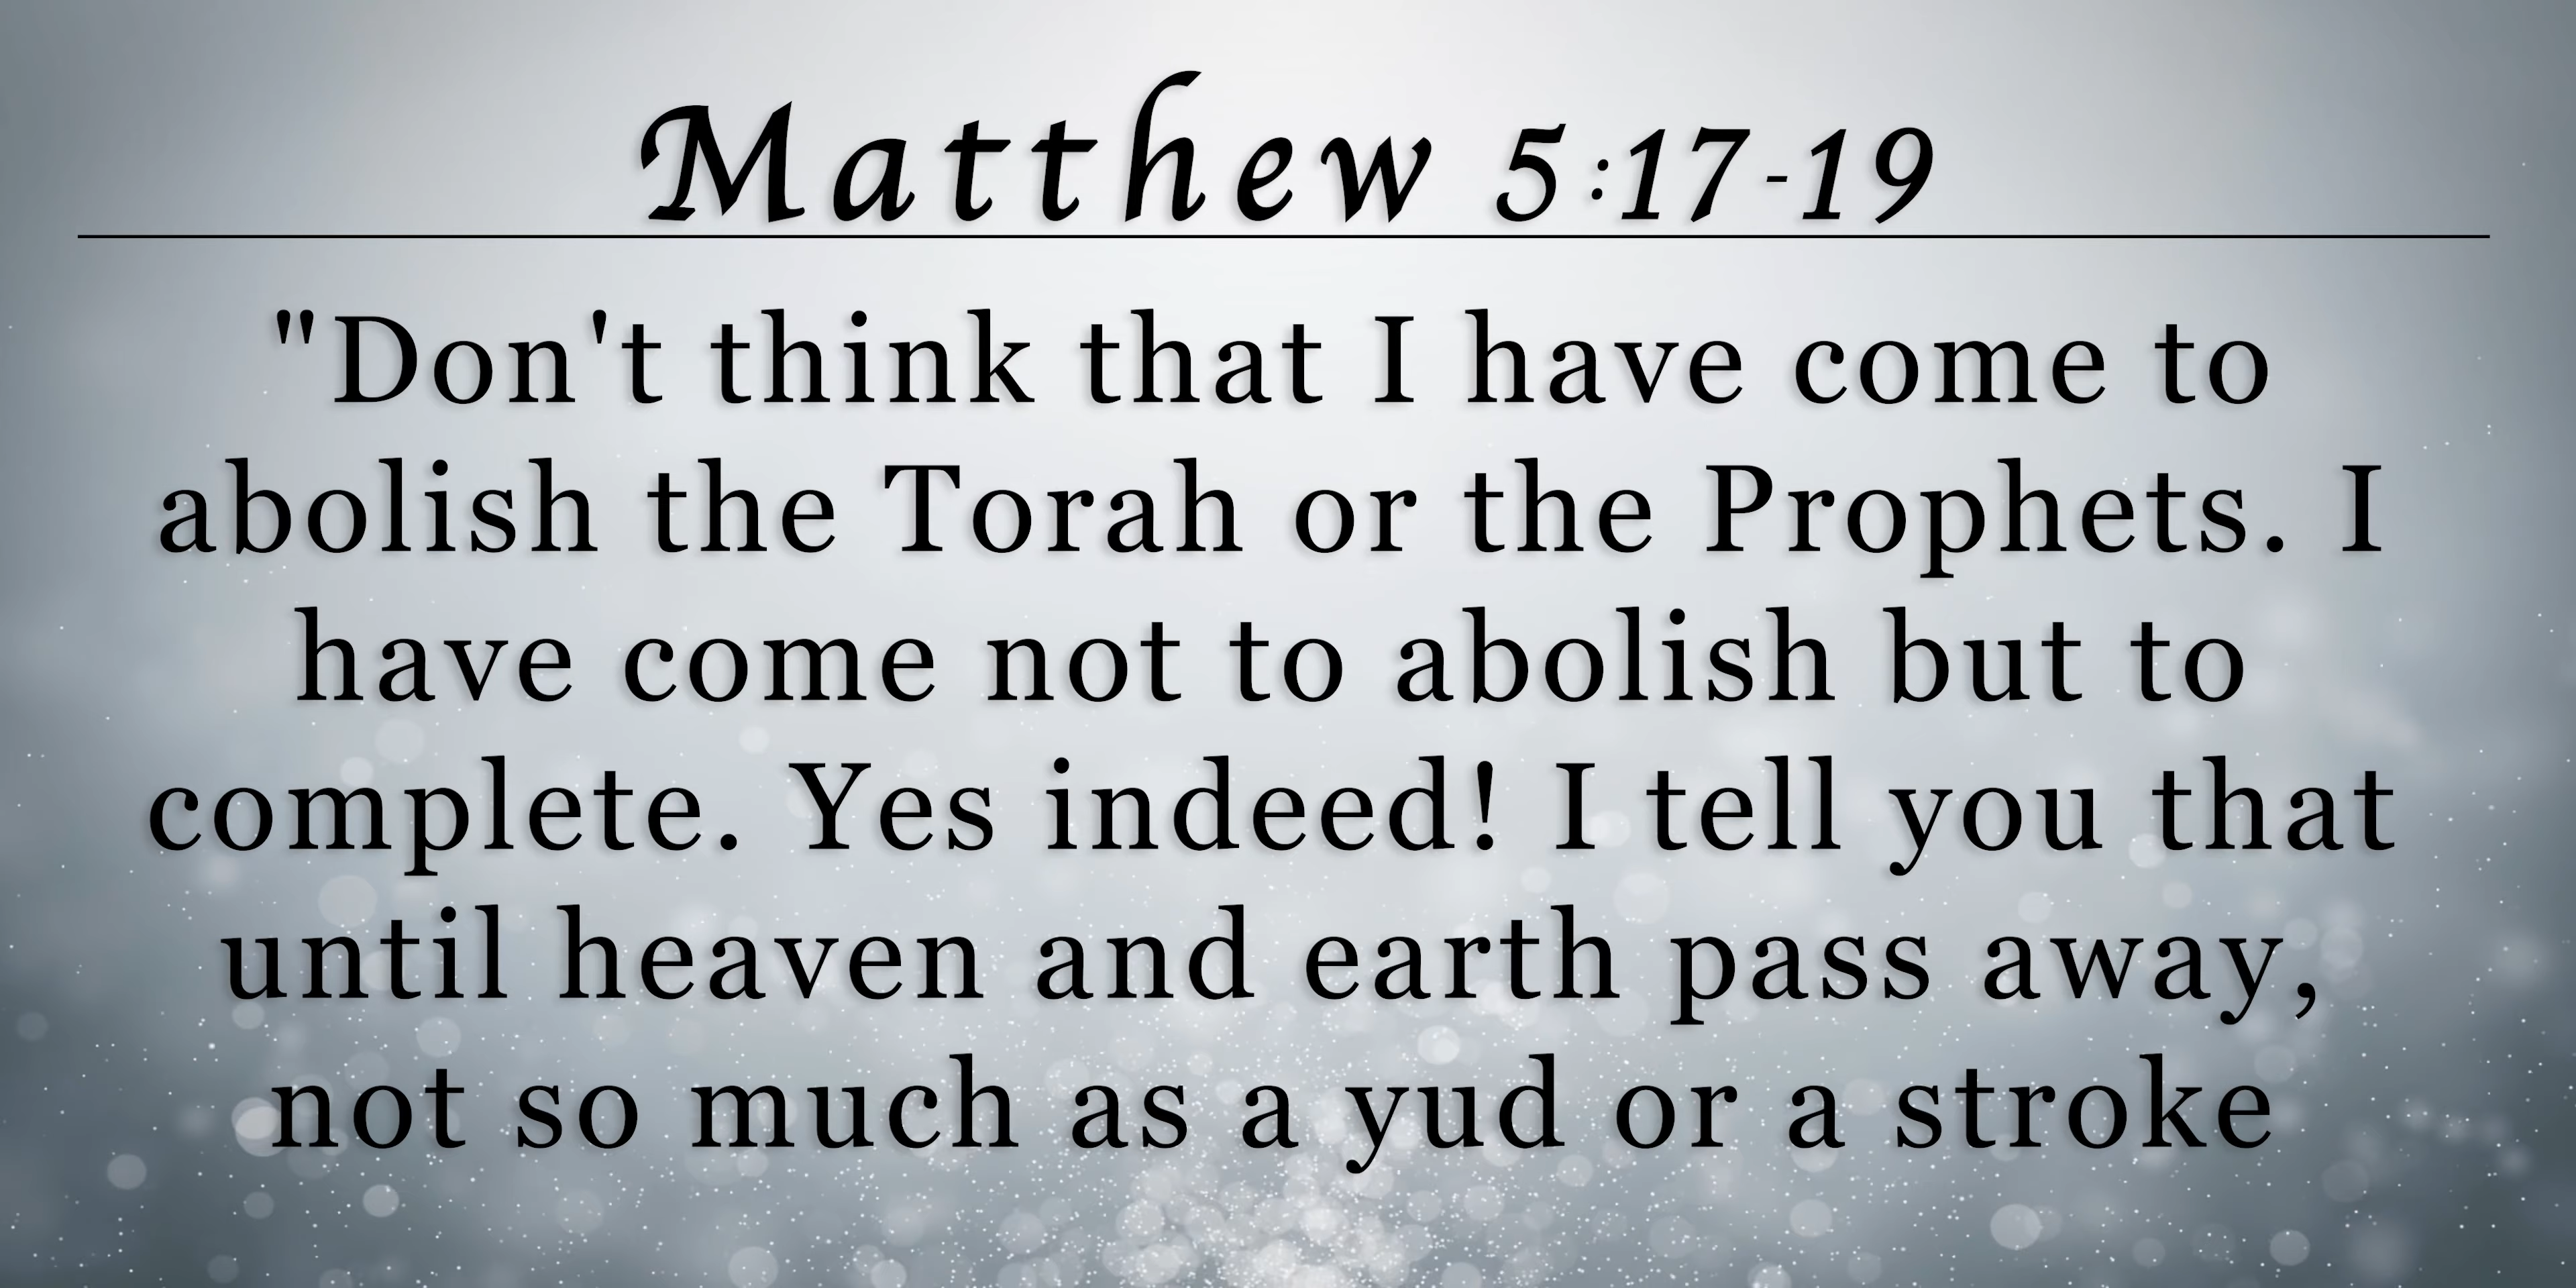 Matthew 5:17-19
"Don't think that I have come to
abolish the Torah or the Prophets. I
have come not to abolish but to
complete. Yes indeed! I tell you that
until heaven and earth pass away,
not so much as a yud or a stroke